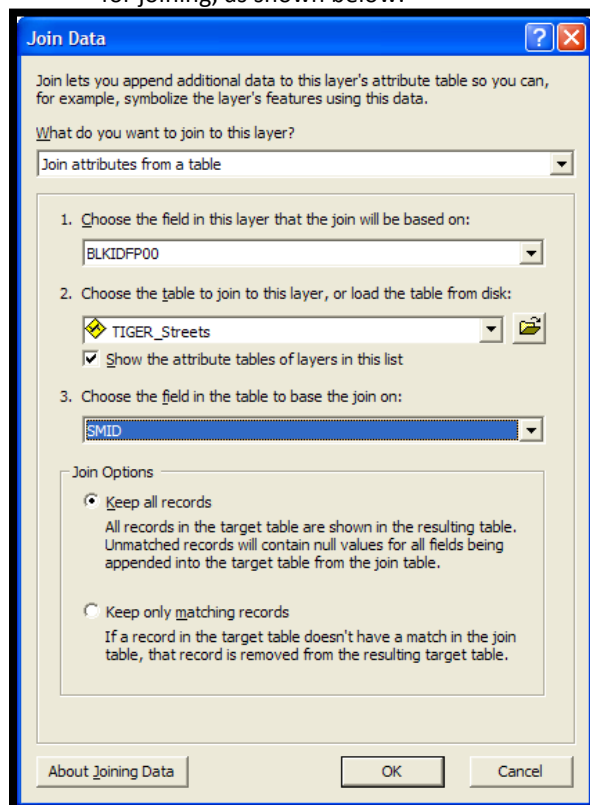 for joining, as shown below:
Join Data
Join lets you append additional data to this layer's attribute table so you can,
for example, symbolize the layer's features using this data.
What do you want to join to this layer?
Join attributes from a table
1. Choose the field in this layer that the join will be based on:
BLKIDFP00
2. Choose the table to join to this layer, or load the table from disk:
TIGER_Streets
Show the attribute tables of layers in this list
3. Choose the field in the table to base the join on:
SMID
Join Options
Keep all records
All records in the target table are shown in the resulting table.
Unmatched records will contain null values for all fields being
appended into the target table from the join table.
Keep only matching records
If a record in the target table doesn't have a match in the join
table, that record is removed from the resulting target table.
About Joining Data
OK
Cancel